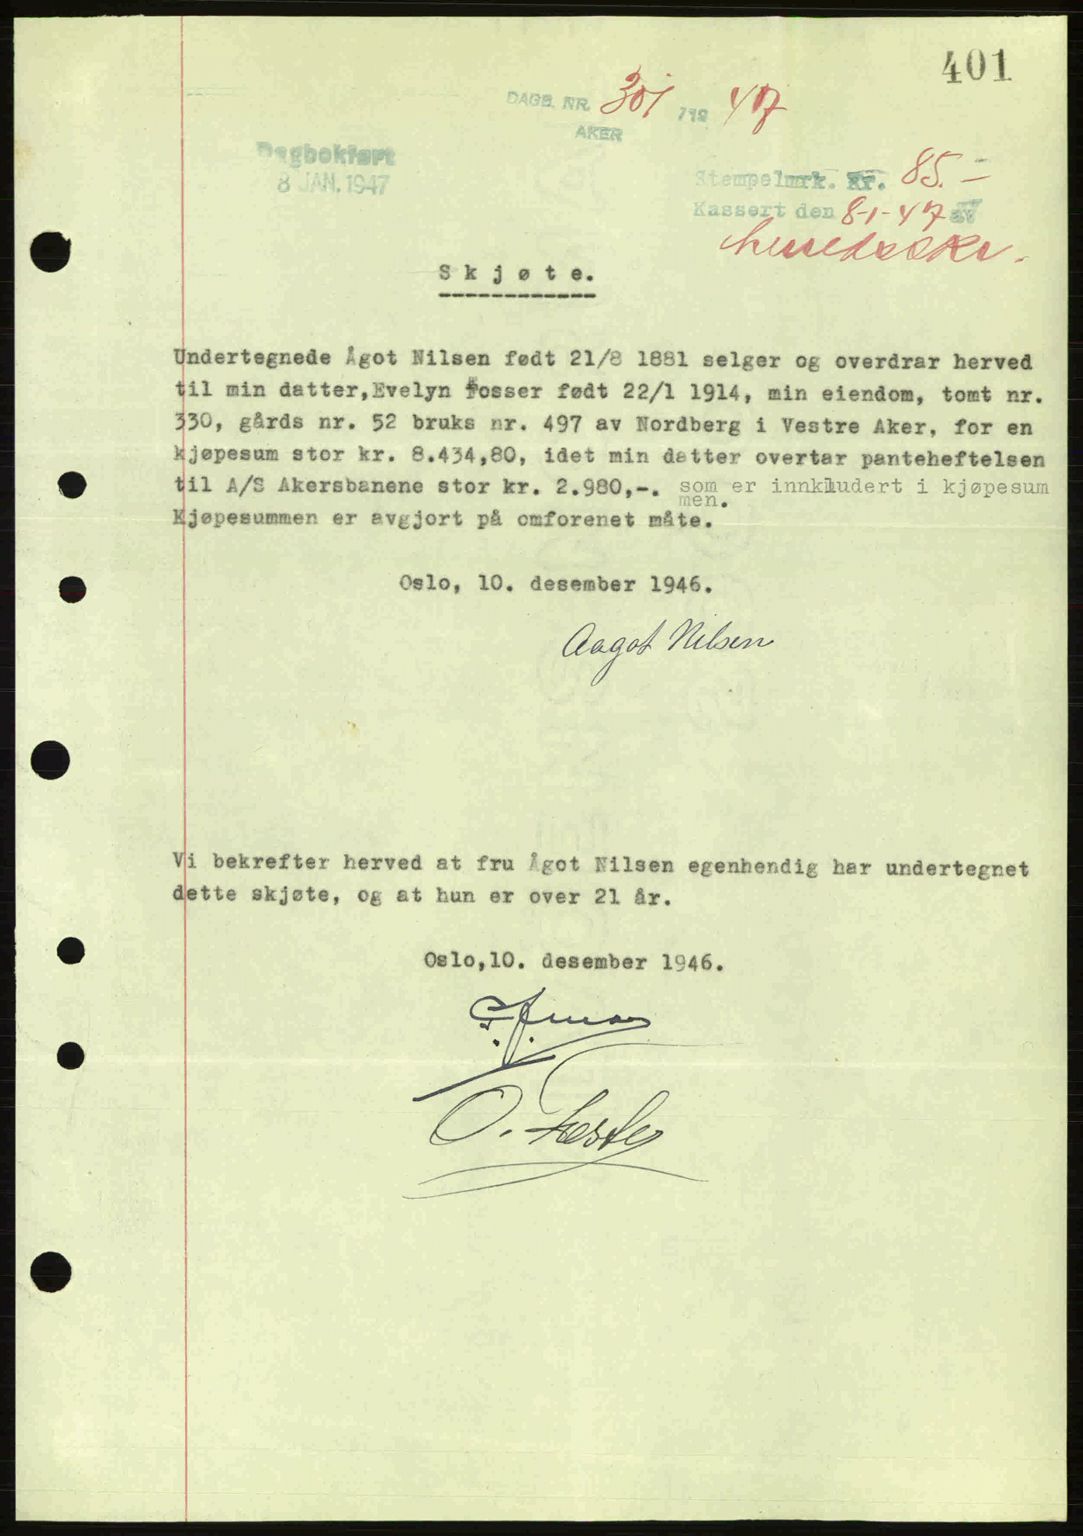 401
DAGB. NR. 301 / 19 47
AKER
Dagbokført
8 JAN. 1947
Stempelmrk. kr. 85.-
Kassert den 8-1-47 av
Skjøte.
Undertegnede Ågot Nilsen født 21/8 1881 selger og overdrar herved
til min datter,Evelyn Fosser født 22/1 1914, min eiendom, tomt nr.
330, gårds nr. 52 bruks nr. 497 av Nordberg i Vestre Aker, for en
kjøpesum stor kr. 8.434,80, idet min datter overtar panteheftelsen
til A/S Akersbanene stor kr. 2.980,-. som er innkludert i kjøpesum
men.
Kjøpesummen er avgjort på omforenet måte.
Oslo, 10. desember 1946.
Aagot Nilsen
Vi bekrefter herved at fru Ågot Nilsen egenhendig har undertegnet
dette skjøte, og at hun er over 21 år.
Oslo,10. desember 1946.
O.